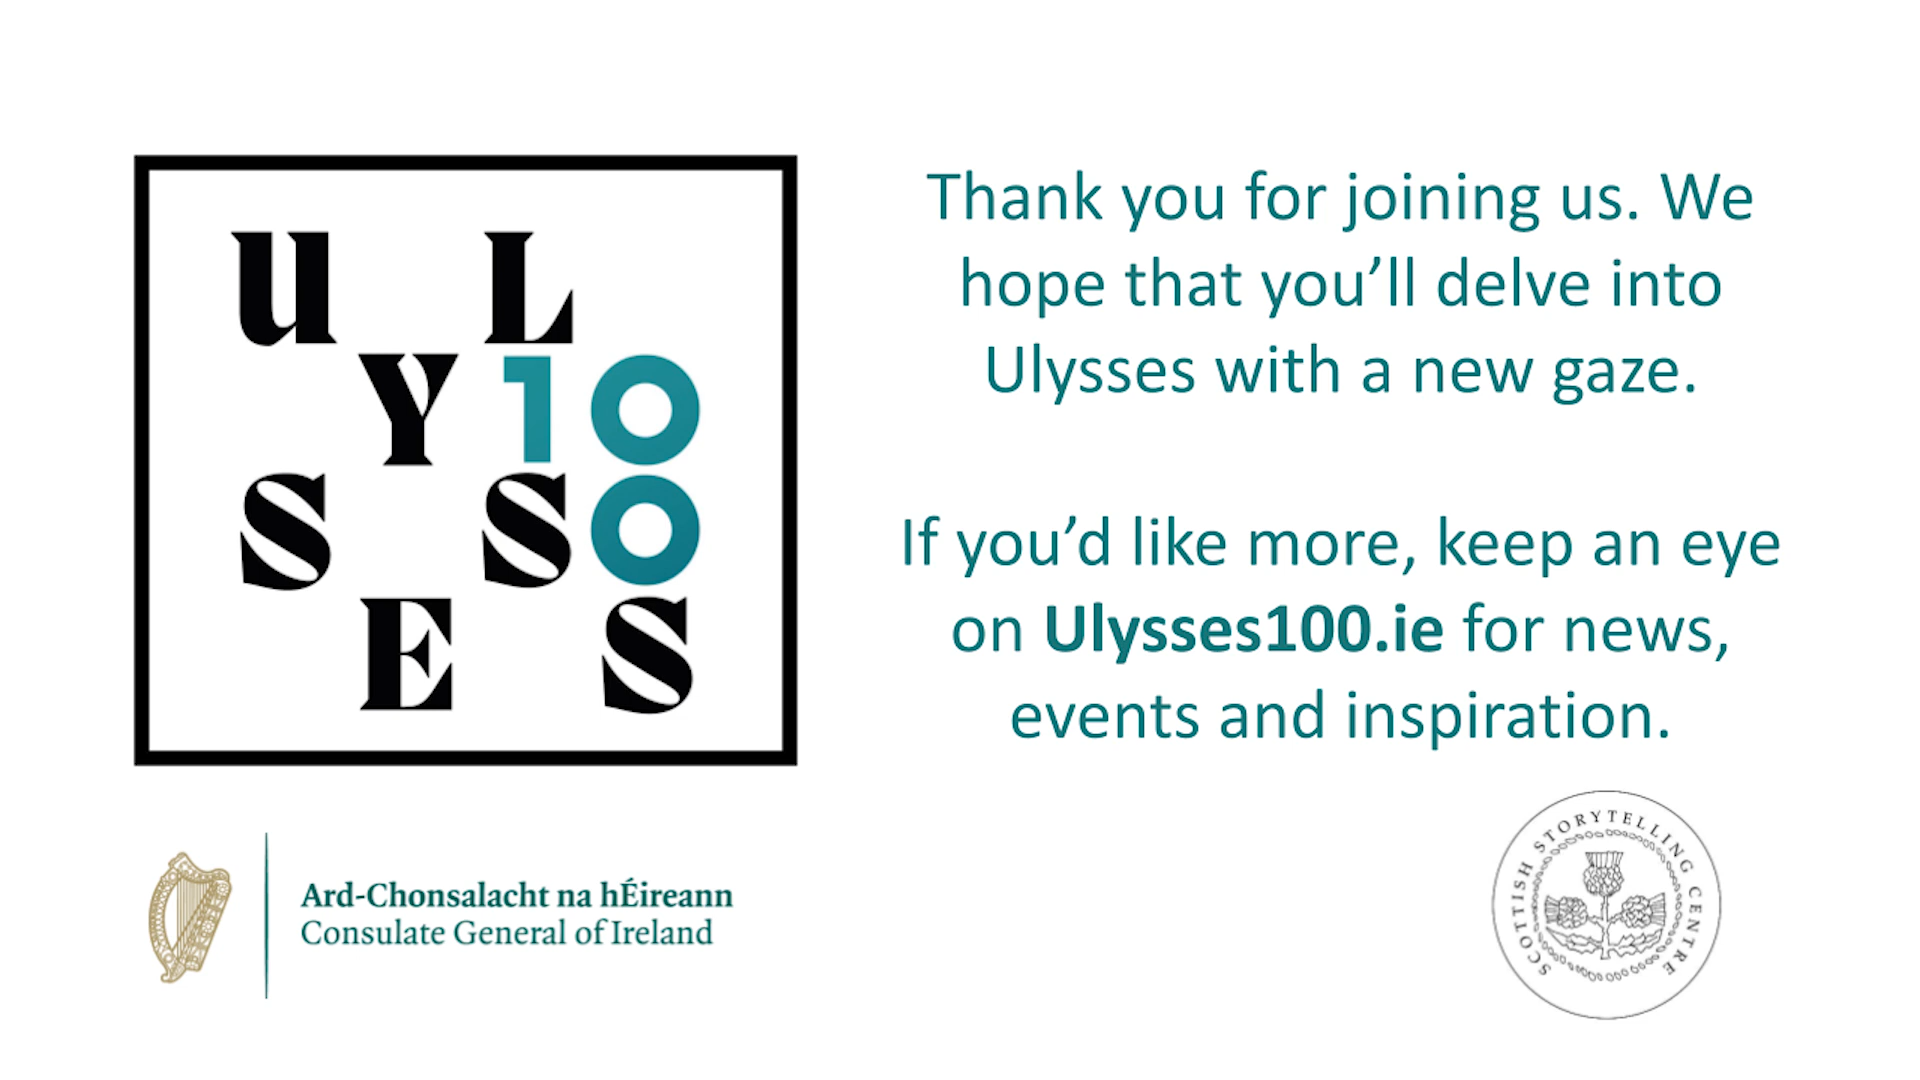 U L
Y 10
S S 0
E S
Thank you for joining us. We
hope that you’ll delve into
Ulysses with a new gaze.
If you’d like more, keep an eye
on Ulysses100.ie for news,
events and inspiration.
Ard-Chonsalacht na hÉireann
Consulate General of Ireland
SCOTTISH STORYTELLING CENTRE